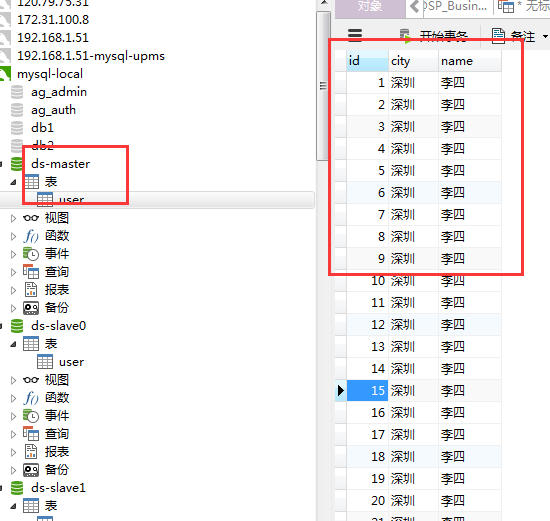 120.79.75.31
172.31.100.8
192.168.1.51
192.168.1.51-mysql-upms
mysql-local
ag_admin
ag_auth
db1
db2
ds-master
表
user
视图
f() 函数
事件
查询
报表
备份
ds-slave0
表
user
视图
f() 函数
事件
查询
报表
备份
ds-slave1
表
对象
@SP_Busin...
* 无标
开始事务
备注
id city name
1 深圳 李四
2 深圳 李四
3 深圳 李四
4 深圳 李四
5 深圳 李四
6 深圳 李四
7 深圳 李四
8 深圳 李四
9 深圳 李四
10 深圳 李四
11 深圳 李四
12 深圳 李四
13 深圳 李四
14 深圳 李四
15 深圳 李四
16 深圳 李四
17 深圳 李四
18 深圳 李四
19 深圳 李四
20 深圳 李四